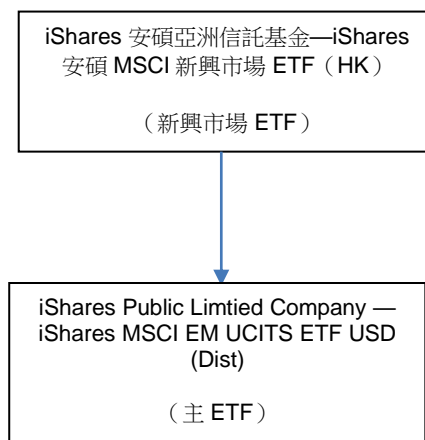 iShares 安碩亞洲信託基金—iShares
安碩 MSCI 新興市場 ETF（HK）
（新興市場 ETF）
iShares Public Limtied Company —
iShares MSCI EM UCITS ETF USD
(Dist)
（主 ETF）